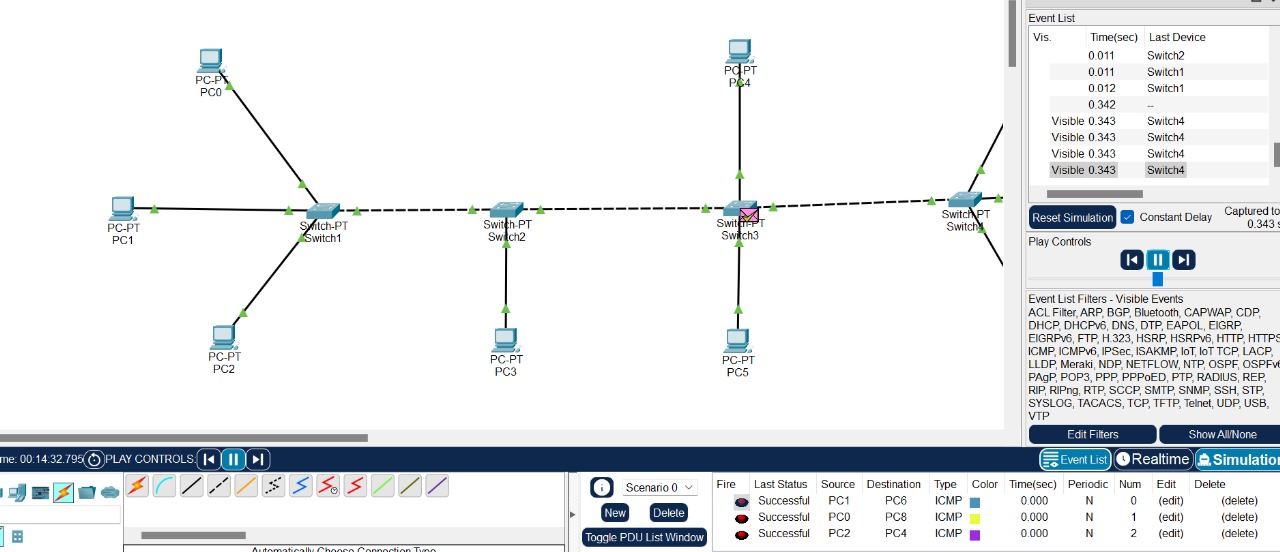 PC-PT
PC0
PC-PT
PC1
PC-PT
PC2
Switch-PT
Switch1
Switch-PT
Switch2
PC-PT
PC3
PC-PT
PC4
Switch-PT
Switch3
PC-PT
PC5
Switch-PT
Event List
Vis. Time(sec) Last Device
0.011 Switch2
0.011 Switch1
0.012 Switch1
0.342 --
Visible 0.343 Switch4
Visible 0.343 Switch4
Visible 0.343 Switch4
Visible 0.343 Switch4
Reset Simulation Constant Delay Captured to
0.343 s
Play Controls
Event List Filters - Visible Events
ACL Filter, ARP, BGP, Bluetooth, CAPWAP, CDP,
DHCP, DHCPv6, DNS, DTP, EAPOL, EIGRP,
EIGRPv6, FTP, H.323, HSRP, HSRPv6, HTTP, HTTPS
ICMP, ICMPv6, IPSec, ISAKMP, IoT, IoT TCP, LACP,
LLDP, Meraki, NDP, NETFLOW, NTP, OSPF, OSPFv6
PAgP, POP3, PPP, PPPoED, PTP, RADIUS, REP,
RIP, RIPng, RTP, SCCP, SMTP, SNMP, SSH, STP,
SYSLOG, TACACS, TCP, TFTP, Telnet, UDP, USB,
VTP
Edit Filters Show All/None
me: 00:14:32.795 PLAY CONTROLS: Event List Realtime Simulation
Scenario 0
New Delete
Toggle PDU List Window
Fire Last Status Source Destination Type Color Time(sec) Periodic Num Edit Delete
Successful PC1 PC6 ICMP 0.000 N 0 (edit) (delete)
Successful PC0 PC8 ICMP 0.000 N 1 (edit) (delete)
Successful PC2 PC4 ICMP 0.000 N 2 (edit) (delete)
Automatically Choose Connection Type